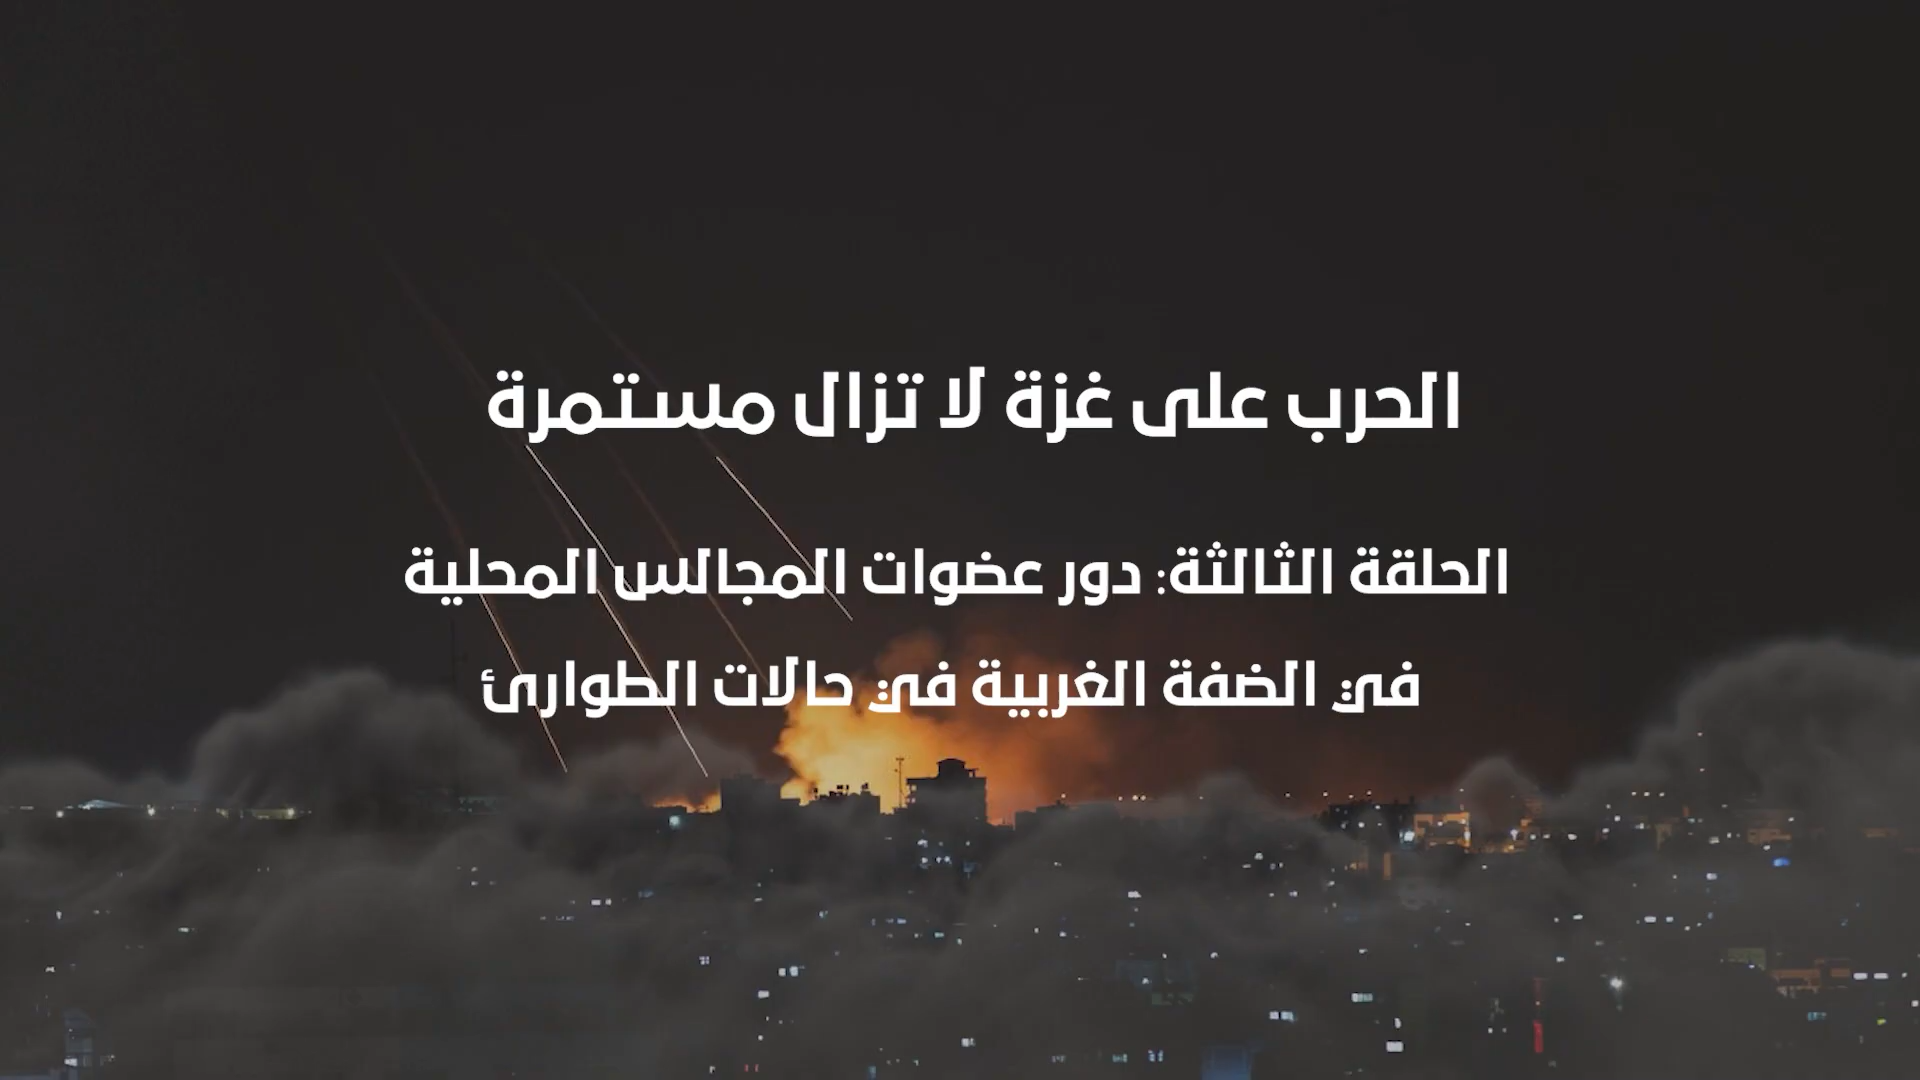 الحرب على غزة لا تزال مستمرة
الحلقة الثالثة: دور عضوات المجالس المحلية
في الضفة الغربية في حالات الطوارئ